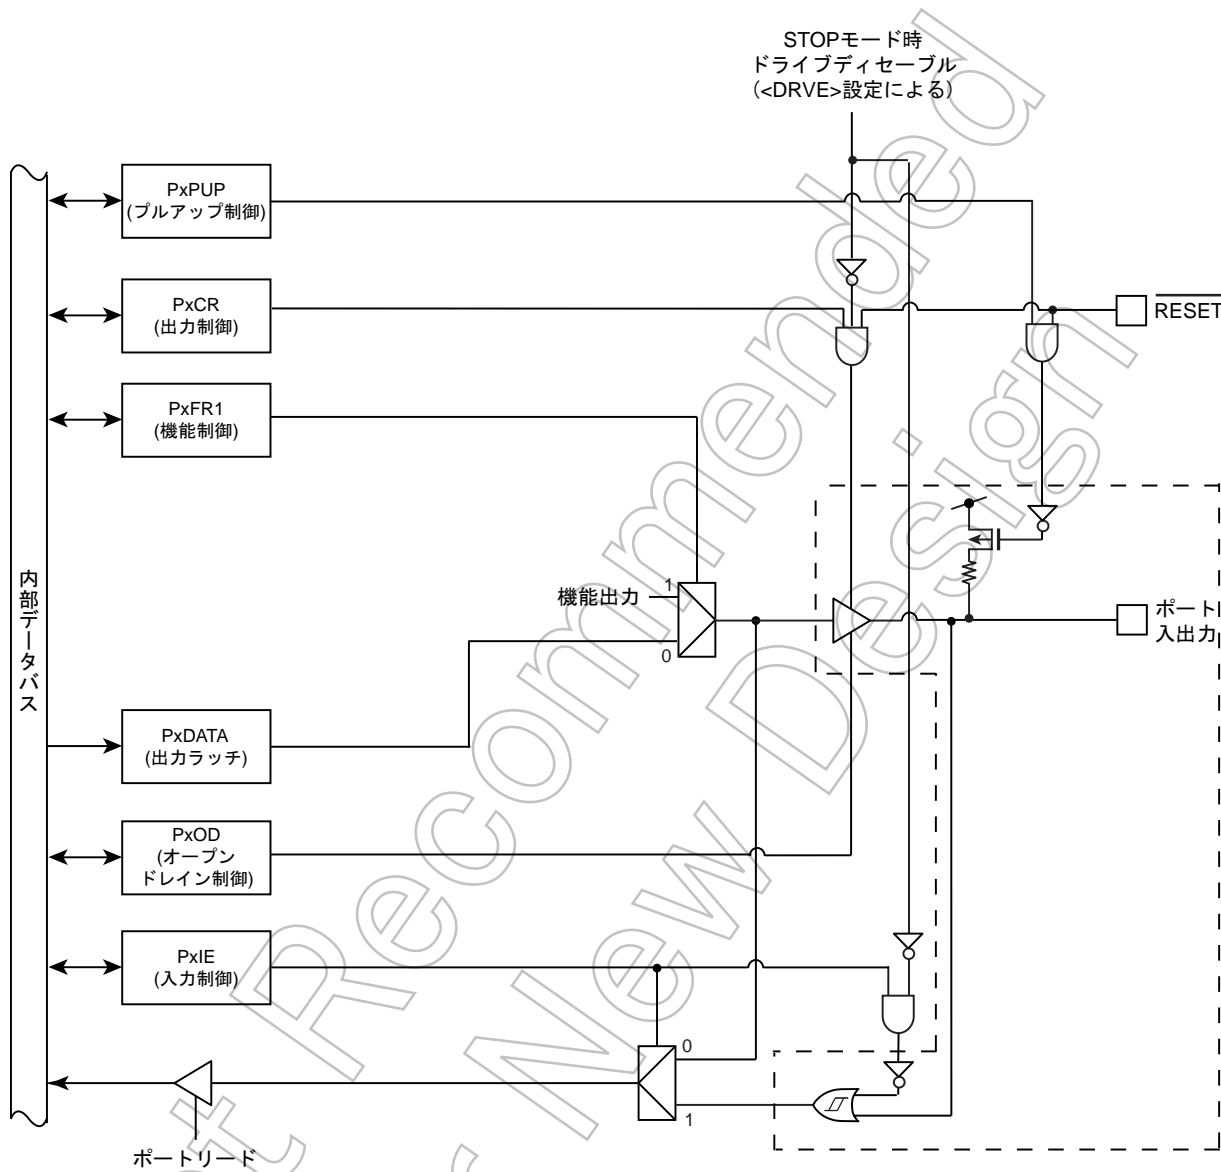 STOPモード時
ドライブディセーブル
(<DRVE>設定による)
PxPUP
(プルアップ制御)
PxCR
(出力制御)
RESET
PxFR1
(機能制御)
内部データバス
機能出力
1
0
ポート
入出力
PxDATA
(出力ラッチ)
PxOD
(オープン
ドレイン制御)
PxIE
(入力制御)
0
1
ポートリード
t Recommended
r New Design